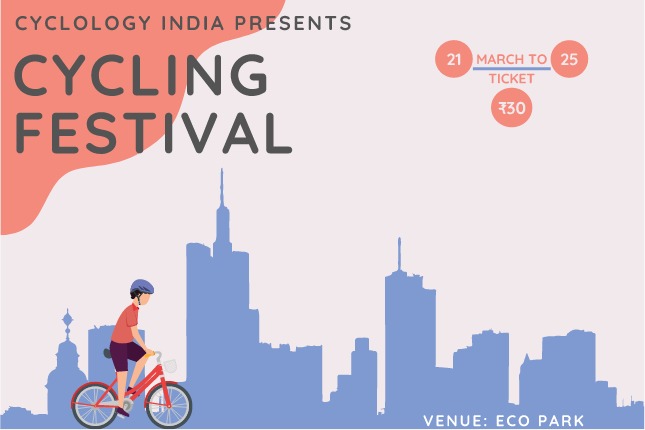 CYCLOLOGY INDIA PRESENTS
CYCLING
FESTIVAL
21 MARCH TO 25
TICKET
₹30
VENUE: ECO PARK